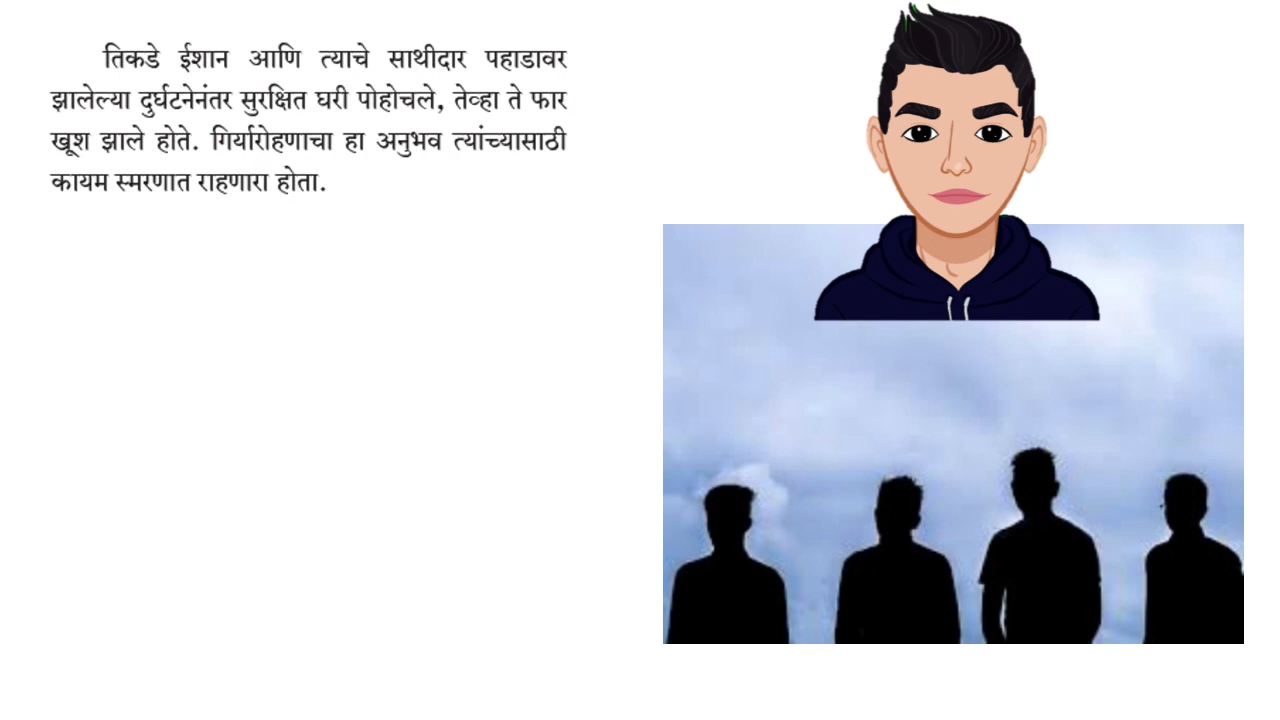 तिकडे ईशान आणि त्याचे साथीदार पहाडावर
झालेल्या दुर्घटनेनंतर सुरक्षित घरी पोहोचले, तेव्हा ते फार
खूश झाले होते. गिर्यारोहणाचा हा अनुभव त्यांच्यासाठी
कायम स्मरणात राहणारा होता.